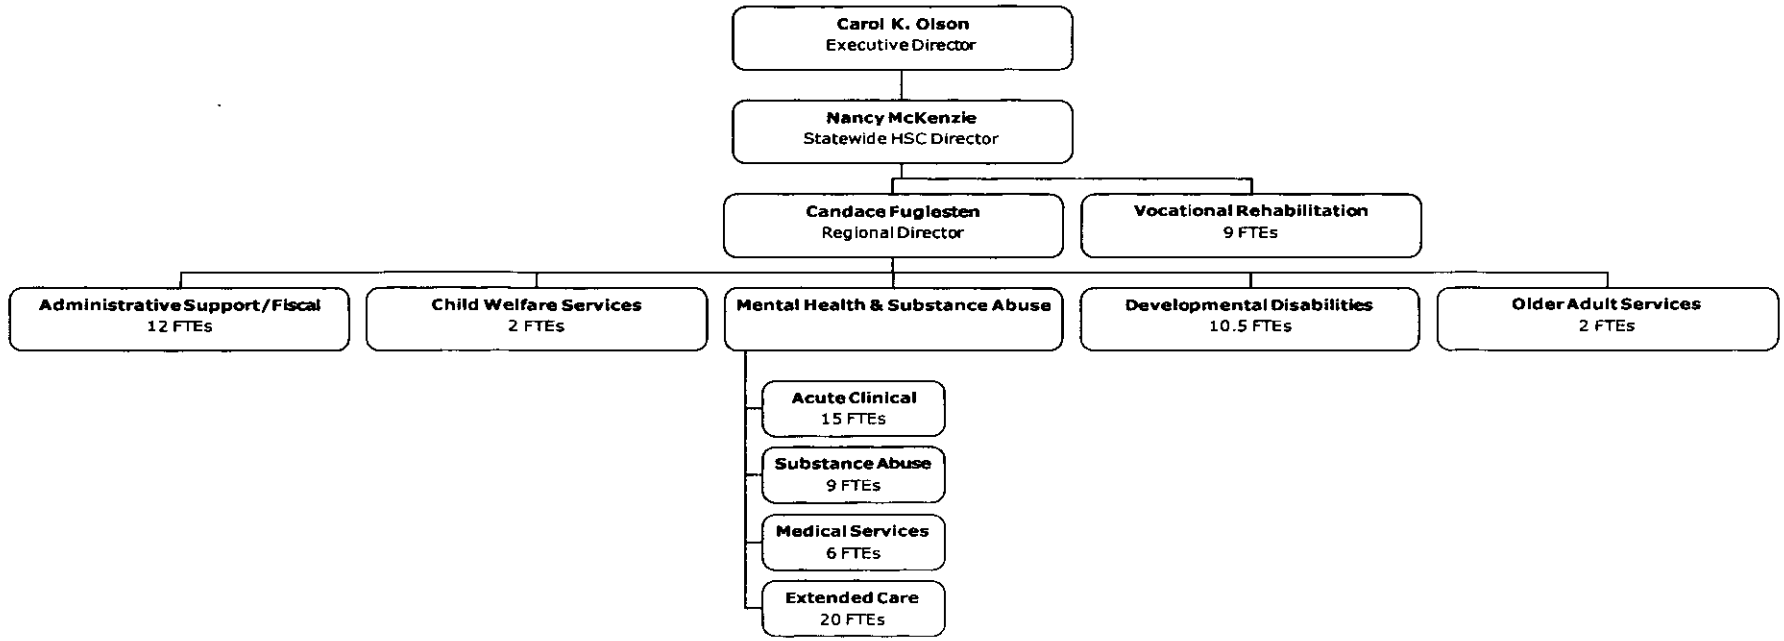 Carol K. Olson
Executive Director
Nancy McKenzie
Statewide HSC Director
Candace Fuglesten
Regional Director
Vocational Rehabilitation
9 FTEs
Administrative Support/Fiscal
12 FTEs
Child Welfare Services
2 FTEs
Mental Health & Substance Abuse
Developmental Disabilities
10.5 FTEs
Older Adult Services
2 FTEs
Acute Clinical
15 FTEs
Substance Abuse
9 FTEs
Medical Services
6 FTEs
Extended Care
20 FTEs